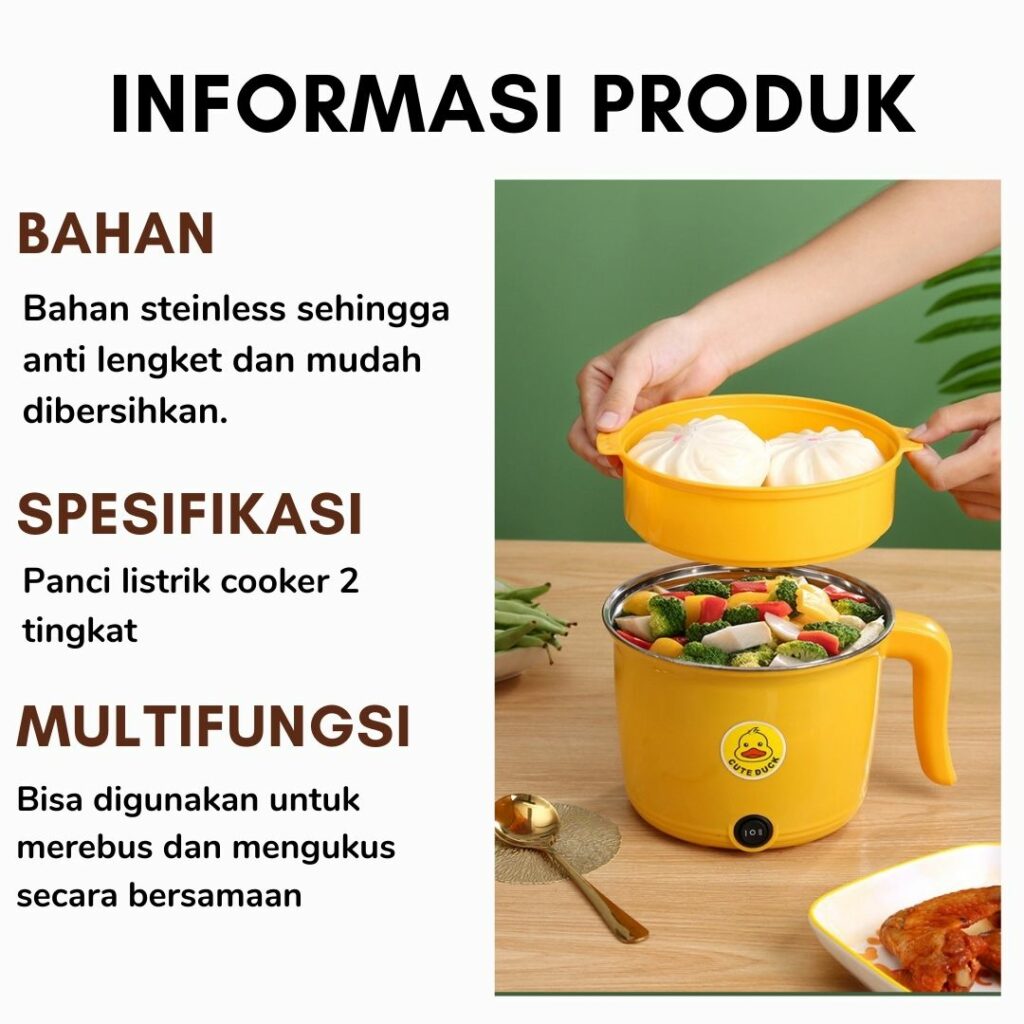 INFORMASI PRODUK
BAHAN
Bahan steinless sehingga
anti lengket dan mudah
dibersihkan.
SPESIFIKASI
Panci listrik cooker 2
tingkat
MULTIFUNGSI
Bisa digunakan untuk
merebus dan mengukus
secara bersamaan
CUTE DUCK
I O II